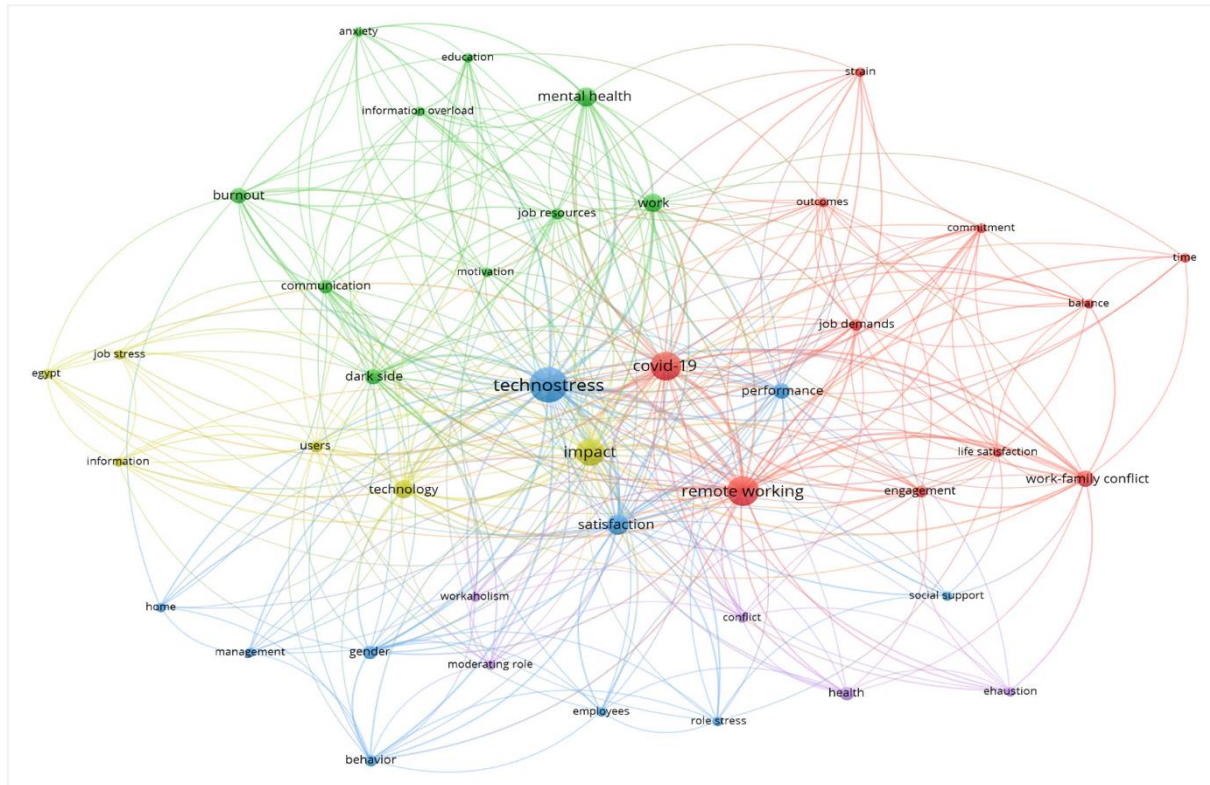 anxiety
education
strain
mental health
information overload
burnout
job resources
work
outcomes
commitment
time
motivation
communication
balance
job demands
job stress
egypt
dark side
technostress
covid-19
performance
users
information
impact
life satisfaction
work-family conflict
technology
remote working
engagement
satisfaction
home
workaholism
social support
conflict
management
gender
moderating role
health
ehaustion
employees
role stress
behavior